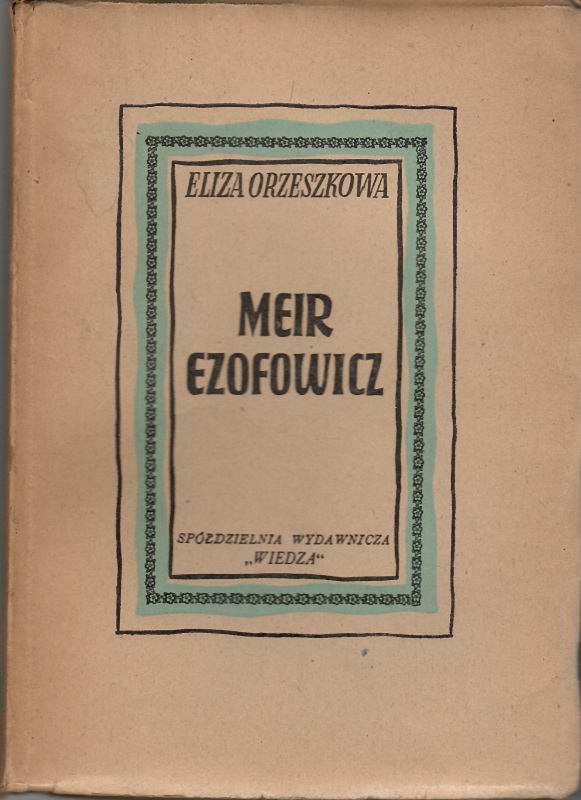 ELIZA ORZESZKOWA
MEIR
EZOFOWICZ
SPÓŁDZIELNIA WYDAWNICZA
„WIEDZA“